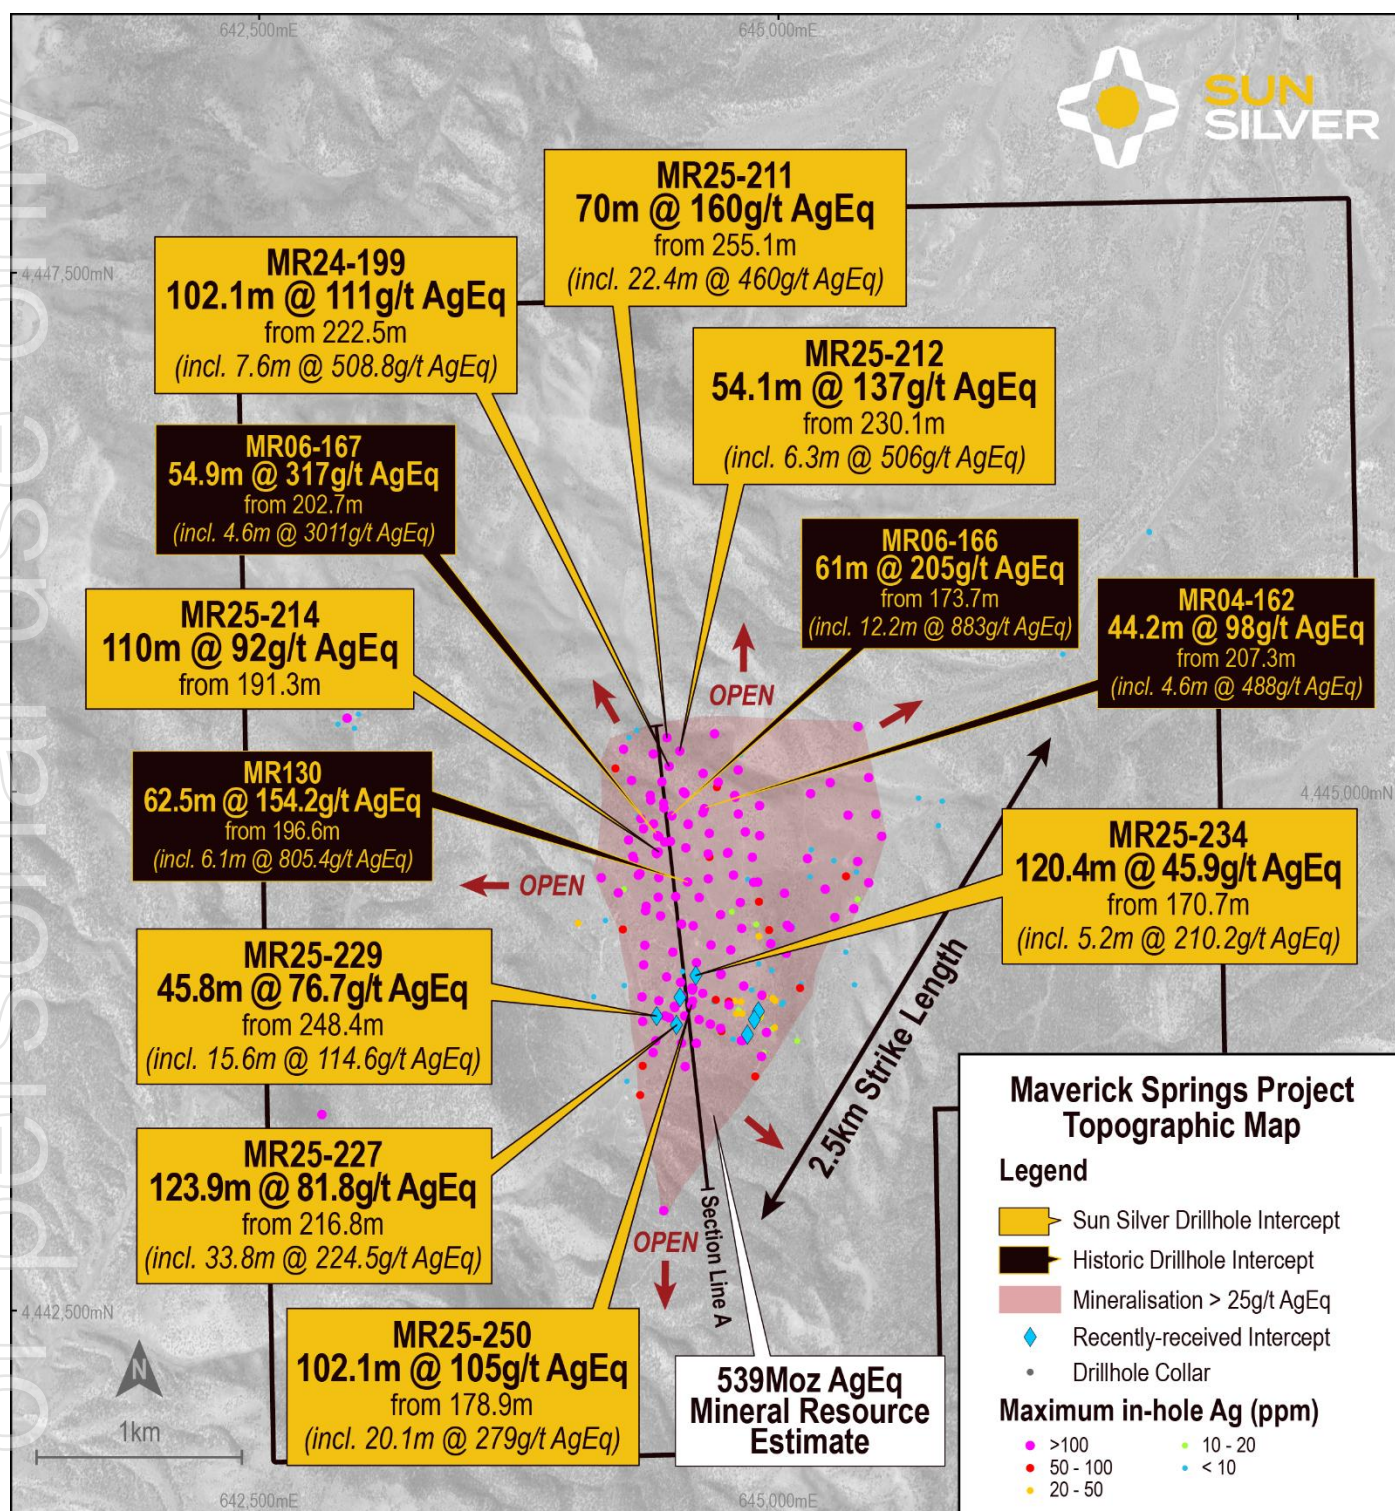 642,500mE
645,000mE
SUN
SILVER
MR25-211
70m @ 160g/t AgEq
from 255.1m
(incl. 22.4m @ 460g/t AgEq)
MR24-199
102.1m @ 111g/t AgEq
from 222.5m
(incl. 7.6m @ 508.8g/t AgEq)
4,447,500mN
MR25-212
54.1m @ 137g/t AgEq
from 230.1m
(incl. 6.3m @ 506g/t AgEq)
MR06-167
54.9m @ 317g/t AgEq
from 202.7m
(incl. 4.6m @ 3011g/t AgEq)
MR06-166
61m @ 205g/t AgEq
from 173.7m
(incl. 12.2m @ 883g/t AgEq)
MR04-162
44.2m @ 98g/t AgEq
from 207.3m
(incl. 4.6m @ 488g/t AgEq)
MR25-214
110m @ 92g/t AgEq
from 191.3m
OPEN
MR130
62.5m @ 154.2g/t AgEq
from 196.6m
(incl. 6.1m @ 805.4g/t AgEq)
4,445,000mN
OPEN
MR25-234
120.4m @ 45.9g/t AgEq
from 170.7m
(incl. 5.2m @ 210.2g/t AgEq)
MR25-229
45.8m @ 76.7g/t AgEq
from 248.4m
(incl. 15.6m @ 114.6g/t AgEq)
2.5km Strike Length
MR25-227
123.9m @ 81.8g/t AgEq
from 216.8m
(incl. 33.8m @ 224.5g/t AgEq)
OPEN
Section Line A
4,442,500mN
MR25-250
102.1m @ 105g/t AgEq
from 178.9m
(incl. 20.1m @ 279g/t AgEq)
539Moz AgEq
Mineral Resource
Estimate
N
1km
642,500mE
645,000mE
Maverick Springs Project
Topographic Map
Legend
Sun Silver Drillhole Intercept
Historic Drillhole Intercept
Mineralisation > 25g/t AgEq
Recently-received Intercept
Drillhole Collar
Maximum in-hole Ag (ppm)
>100
50 - 100
20 - 50
10 - 20
< 10
or personal use only